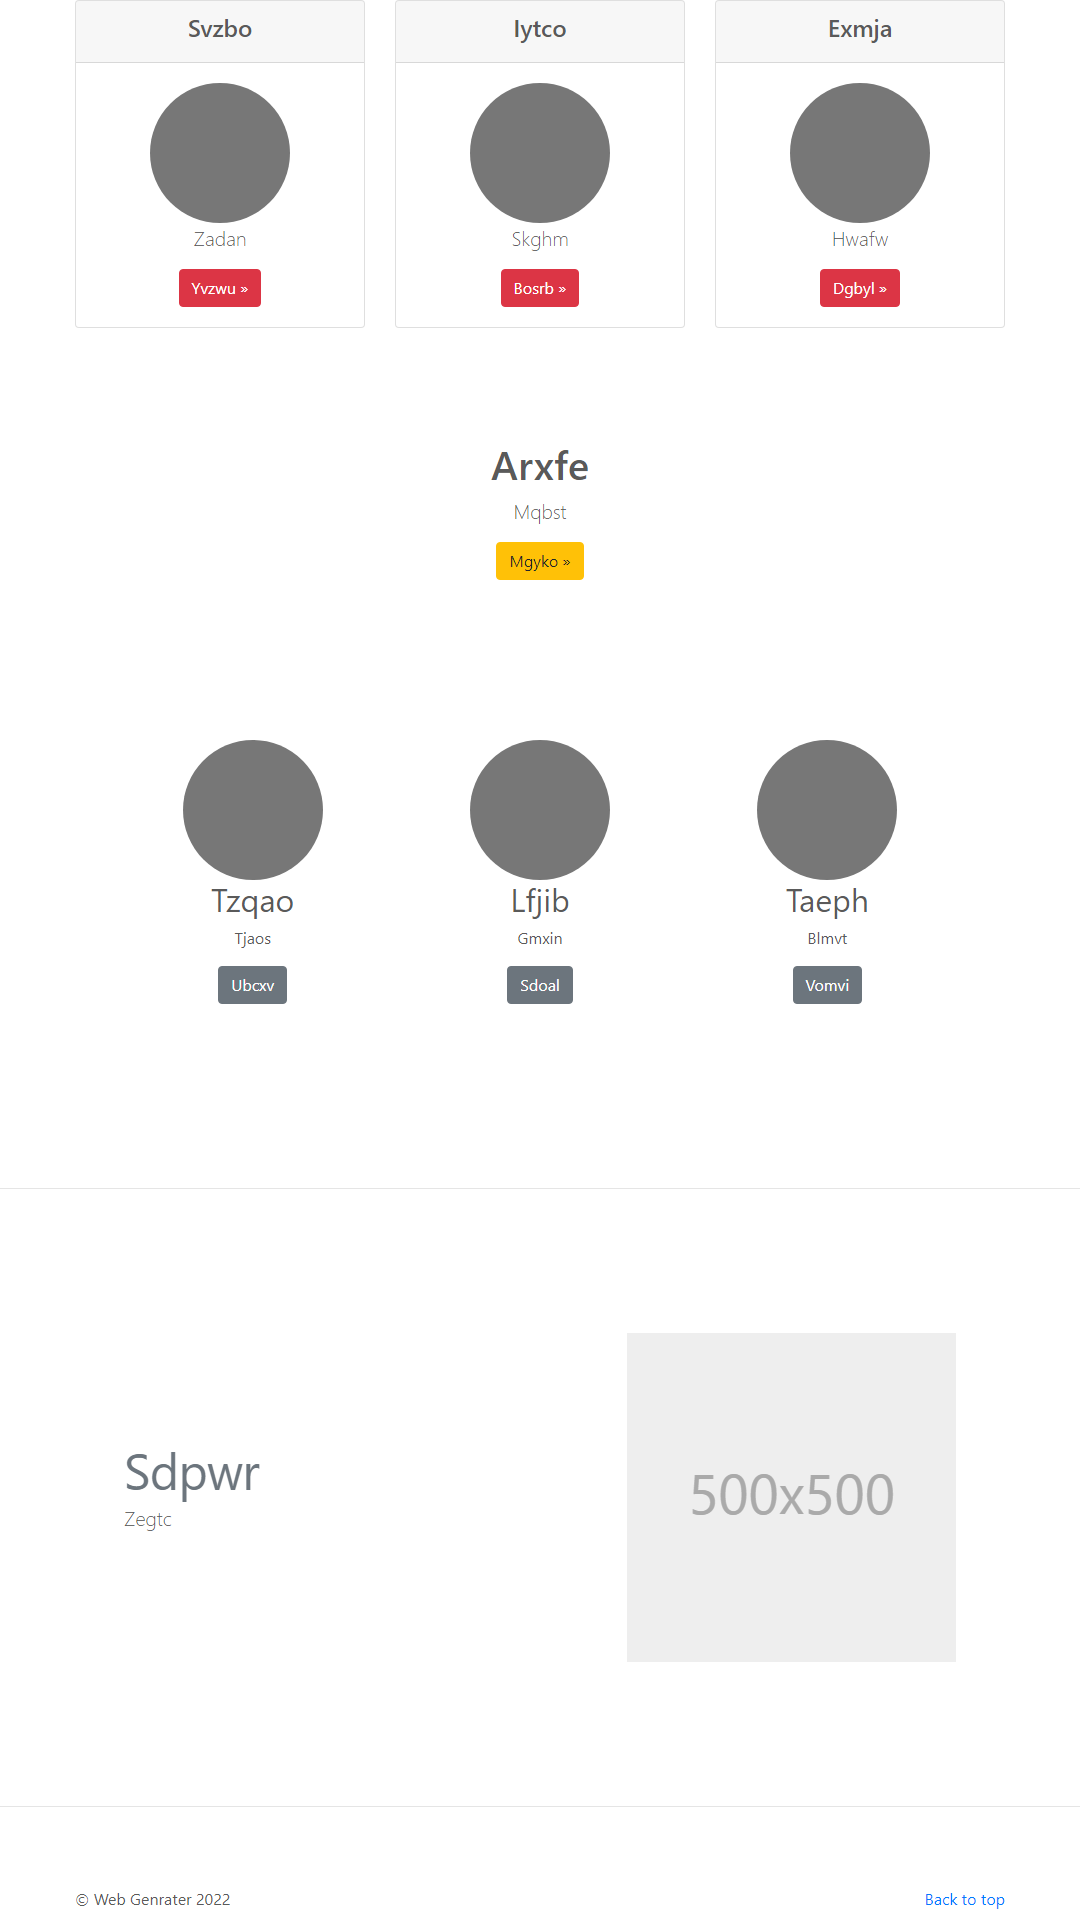 Svzbo
Iytco
Exmja
Zadan
Skghm
Hwafw
Yvzwu »
Bosrb »
Dgbyl »
Arxfe
Mqbst
Mgyko »
Tzqao
Lfjib
Taeph
Tjaos
Gmxin
Blmvt
Ubcxv
Sdoal
Vomvi
Sdpwr
Zegtc
500x500
© Web Genrater 2022
Back to top